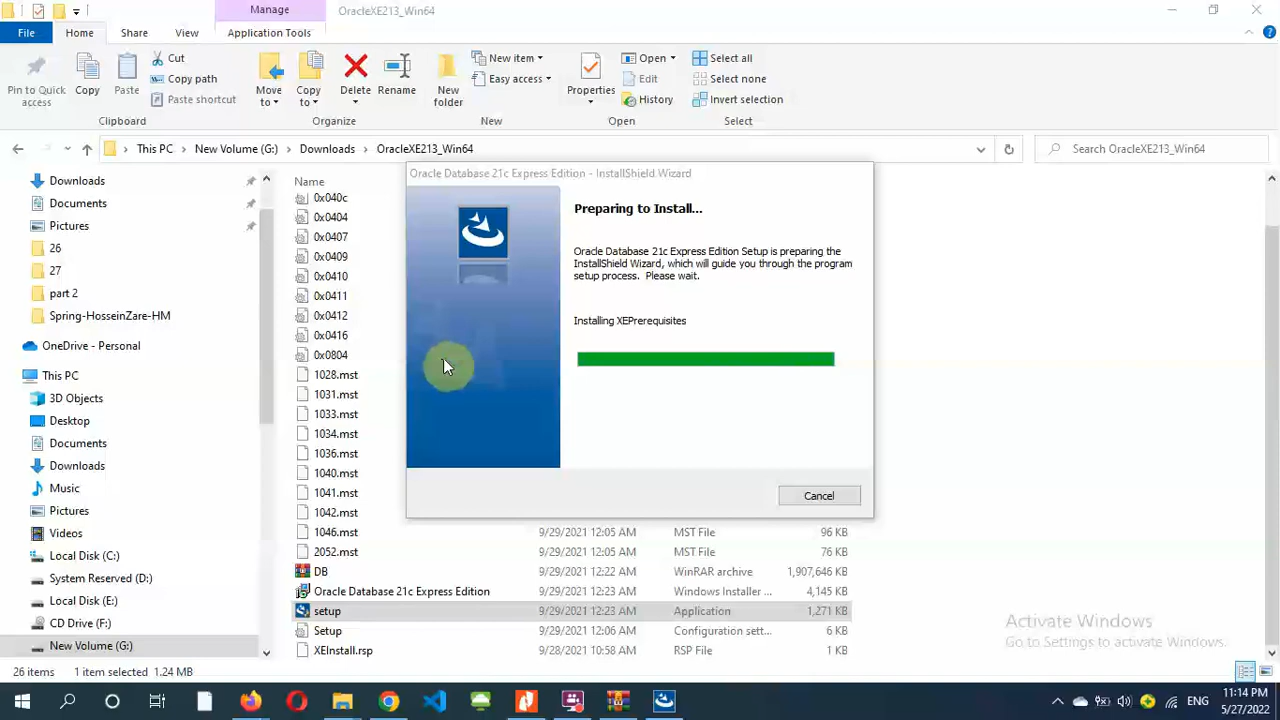 Manage
OracleXE213_Win64
File
Home
Share
View
Application Tools
Pin to Quick
access
Copy
Paste
Cut
Copy path
Paste shortcut
Clipboard
Move
to
Copy
to
Delete
Rename
Organize
New
folder
New item
Easy access
New
Properties
Open
Edit
History
Open
Select all
Select none
Invert selection
Select
This PC
New Volume (G:)
Downloads
OracleXE213_Win64
Search OracleXE213_Win64
Downloads
Documents
Pictures
26
27
part 2
Spring-HosseinZare-HM
OneDrive - Personal
This PC
3D Objects
Desktop
Documents
Downloads
Music
Pictures
Videos
Local Disk (C:)
System Reserved (D:)
Local Disk (E:)
CD Drive (F:)
New Volume (G:)
Name
0x040c
0x0404
0x0407
0x0409
0x0410
0x0411
0x0412
0x0416
0x0804
1028.mst
1031.mst
1033.mst
1034.mst
1036.mst
1040.mst
1041.mst
1042.mst
1046.mst 9/29/2021 12:05 AM MST File 96 KB
2052.mst 9/29/2021 12:05 AM MST File 76 KB
DB 9/29/2021 12:22 AM WinRAR archive 1,907,646 KB
Oracle Database 21c Express Edition 9/29/2021 12:23 AM Windows Installer ... 4,145 KB
setup 9/29/2021 12:23 AM Application 1,271 KB
Setup 9/29/2021 12:06 AM Configuration sett... 6 KB
XEInstall.rsp 9/28/2021 10:58 AM RSP File 1 KB
Oracle Database 21c Express Edition - InstallShield Wizard
Preparing to Install...
Oracle Database 21c Express Edition Setup is preparing the
InstallShield Wizard, which will guide you through the program
setup process. Please wait.
Installing XEPrerequisites
Cancel
Activate Windows
Go to Settings to activate Windows.
26 items
1 item selected 1.24 MB
ENG
11:14 PM
5/27/2022